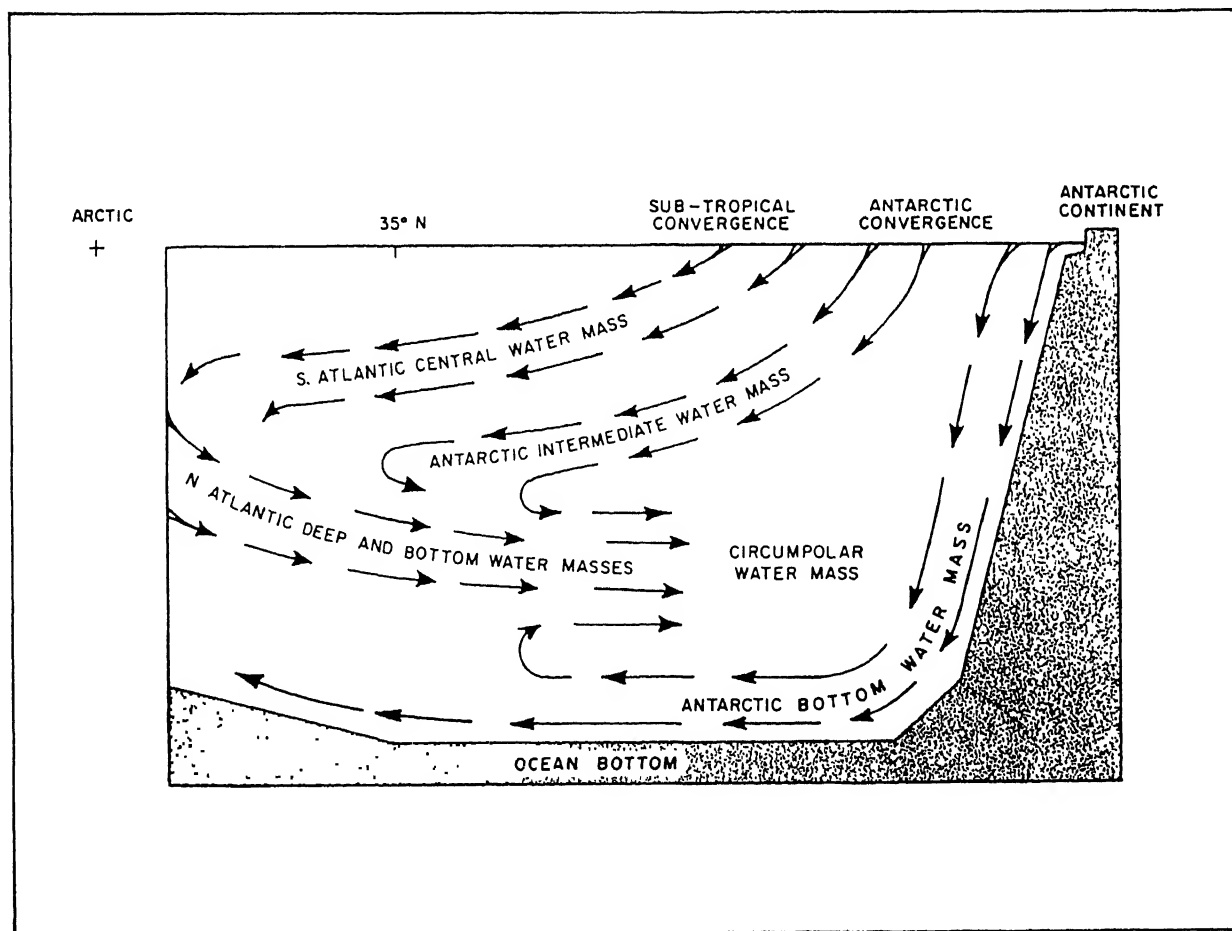 ARCTIC
35° N
SUB-TROPICAL
CONVERGENCE
ANTARCTIC
CONVERGENCE
ANTARCTIC
CONTINENT
S. ATLANTIC CENTRAL WATER MASS
ANTARCTIC INTERMEDIATE WATER MASS
N ATLANTIC DEEP AND BOTTOM WATER MASSES
CIRCUMPOLAR
WATER MASS
ANTARCTIC BOTTOM WATER MASS
OCEAN BOTTOM